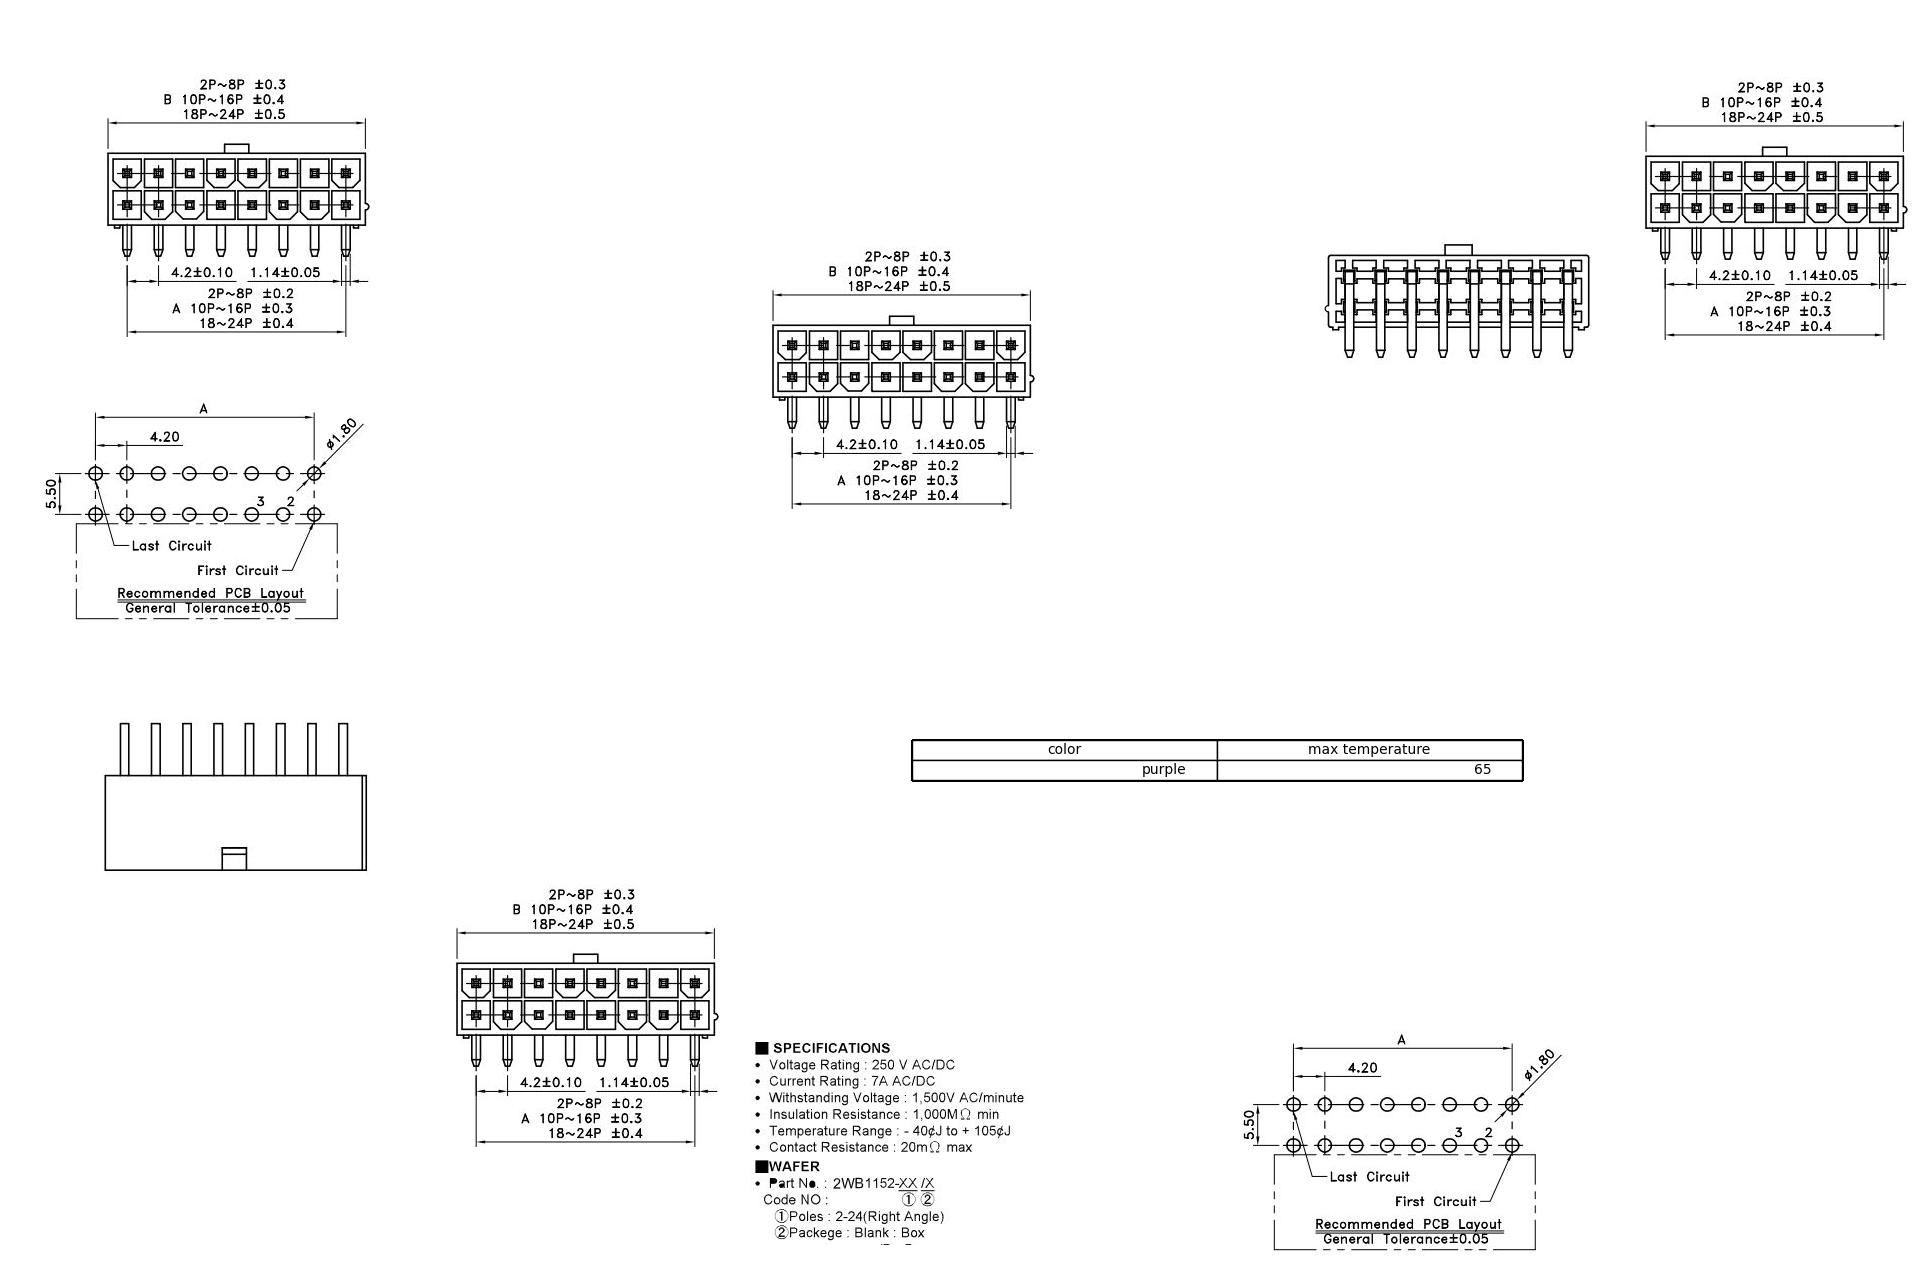 2P~8P ±0.3
B 10P~16P ±0.4
18P~24P ±0.5
4.2±0.10 1.14±0.05
2P~8P ±0.2
A 10P~16P ±0.3
18~24P ±0.4
2P~8P ±0.3
B 10P~16P ±0.4
18P~24P ±0.5
4.2±0.10 1.14±0.05
2P~8P ±0.2
A 10P~16P ±0.3
18~24P ±0.4
2P~8P ±0.3
B 10P~16P ±0.4
18P~24P ±0.5
4.2±0.10 1.14±0.05
2P~8P ±0.2
A 10P~16P ±0.3
18~24P ±0.4
A
4.20
ø1.80
5.50
3 2
Last Circuit
First Circuit
Recommended PCB Layout
General Tolerance±0.05
color max temperature
purple 65
2P~8P ±0.3
B 10P~16P ±0.4
18P~24P ±0.5
4.2±0.10 1.14±0.05
2P~8P ±0.2
A 10P~16P ±0.3
18~24P ±0.4
■ SPECIFICATIONS
• Voltage Rating : 250 V AC/DC
• Current Rating : 7A AC/DC
• Withstanding Voltage : 1,500V AC/minute
• Insulation Resistance : 1,000MΩ min
• Temperature Range : - 40¢J to + 105¢J
• Contact Resistance : 20mΩ max
■WAFER
• Part No. : 2WB1152-XX /X
Code NO : ① ②
①Poles : 2-24(Right Angle)
②Packege : Blank : Box
A
4.20
ø1.80
5.50
3 2
Last Circuit
First Circuit
Recommended PCB Layout
General Tolerance±0.05